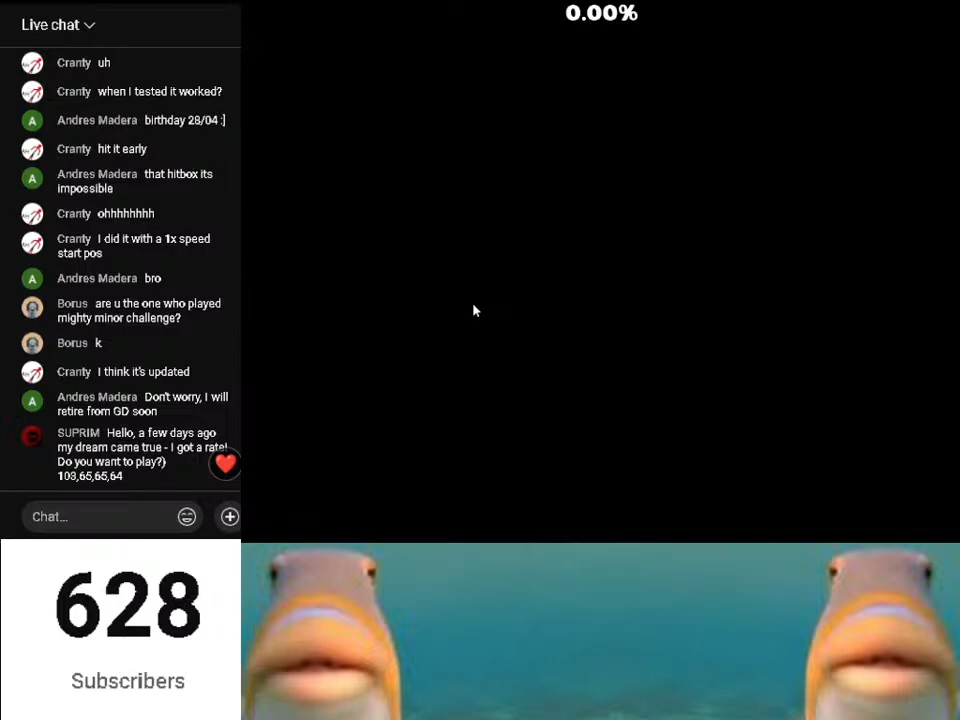 0.00%
Live chat
Cranty uh
Cranty when I tested it worked?
A Andres Madera birthday 28/04 :]
Cranty hit it early
A Andres Madera that hitbox its
impossible
Cranty ohhhhhhhh
Cranty I did it with a 1x speed
start pos
A Andres Madera bro
Borus are u the one who played
mighty minor challenge?
Borus k
Cranty I think it's updated
A Andres Madera Don't worry, I will
retire from GD soon
SUPRIM Hello, a few days ago
my dream came true - I got a rate!
Do you want to play?)
103,65,65,64
Chat...
628
Subscribers